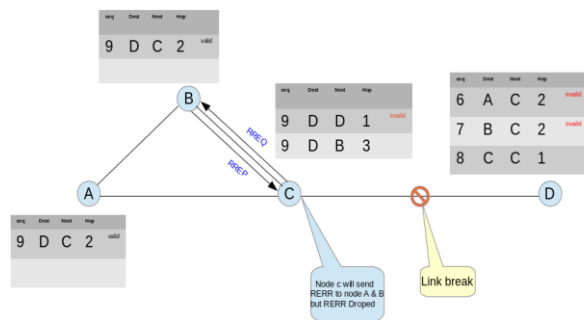 seq Dest Next Hop
9 D C 2 valid
B
seq Dest Next Hop
9 D D 1 invalid
9 D B 3
seq Dest Next Hop
6 A C 2 invalid
7 B C 2 invalid
8 C C 1
RREQ
RREP
A
C
D
seq Dest Next Hop
9 D C 2 valid
Node c will send
RERR to node A & B
but RERR Droped
Link break